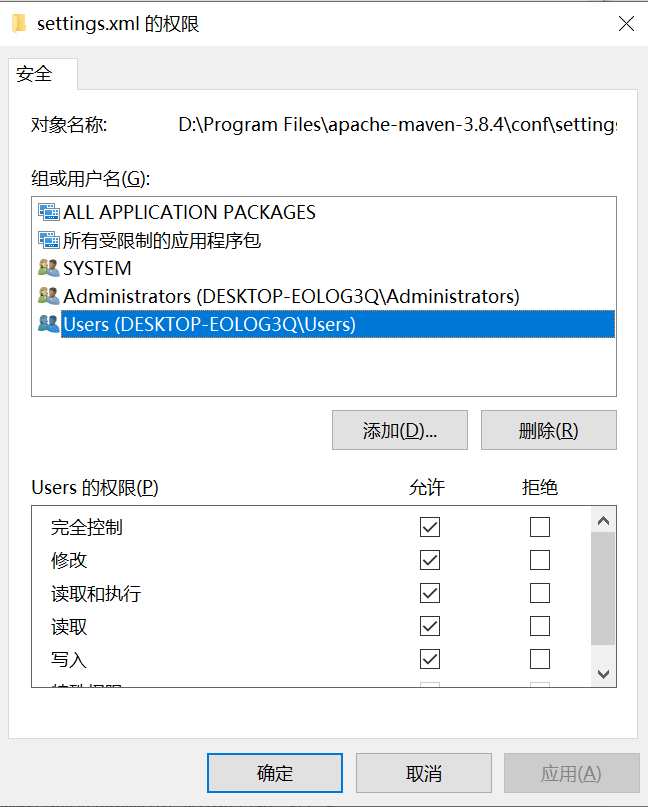 settings.xml 的权限
安全
对象名称:
D:\Program Files\apache-maven-3.8.4\conf\settings
组或用户名(G):
ALL APPLICATION PACKAGES
所有受限制的应用程序包
SYSTEM
Administrators (DESKTOP-EOLOG3Q\Administrators)
Users (DESKTOP-EOLOG3Q\Users)
添加(D)...
删除(R)
Users 的权限(P)
允许
拒绝
完全控制
修改
读取和执行
读取
写入
确定
取消
应用(A)